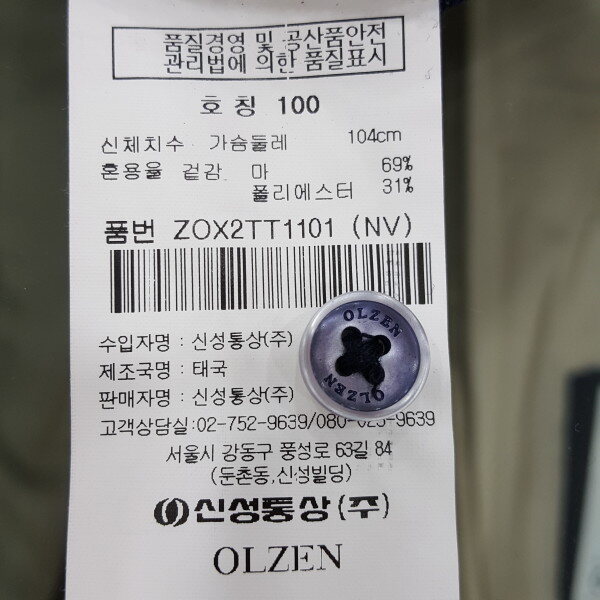 품질경영 및 공산품안전
관리법에 의한 품질표시
호 칭 100
신체치수 가슴둘레 104cm
혼용율 겉감 마 69%
폴리에스터 31%
품번 ZOX2TT1101 (NV)
수입자명 : 신성통상(주)
제조국명 : 태국
판매자명 : 신성통상(주)
고객상담실:02-752-9639/080-023-9639
서울시 강동구 풍성로 63길 84
(둔촌동,신성빌딩)
신성통상(주)
OLZEN
OLZEN
OLZEN